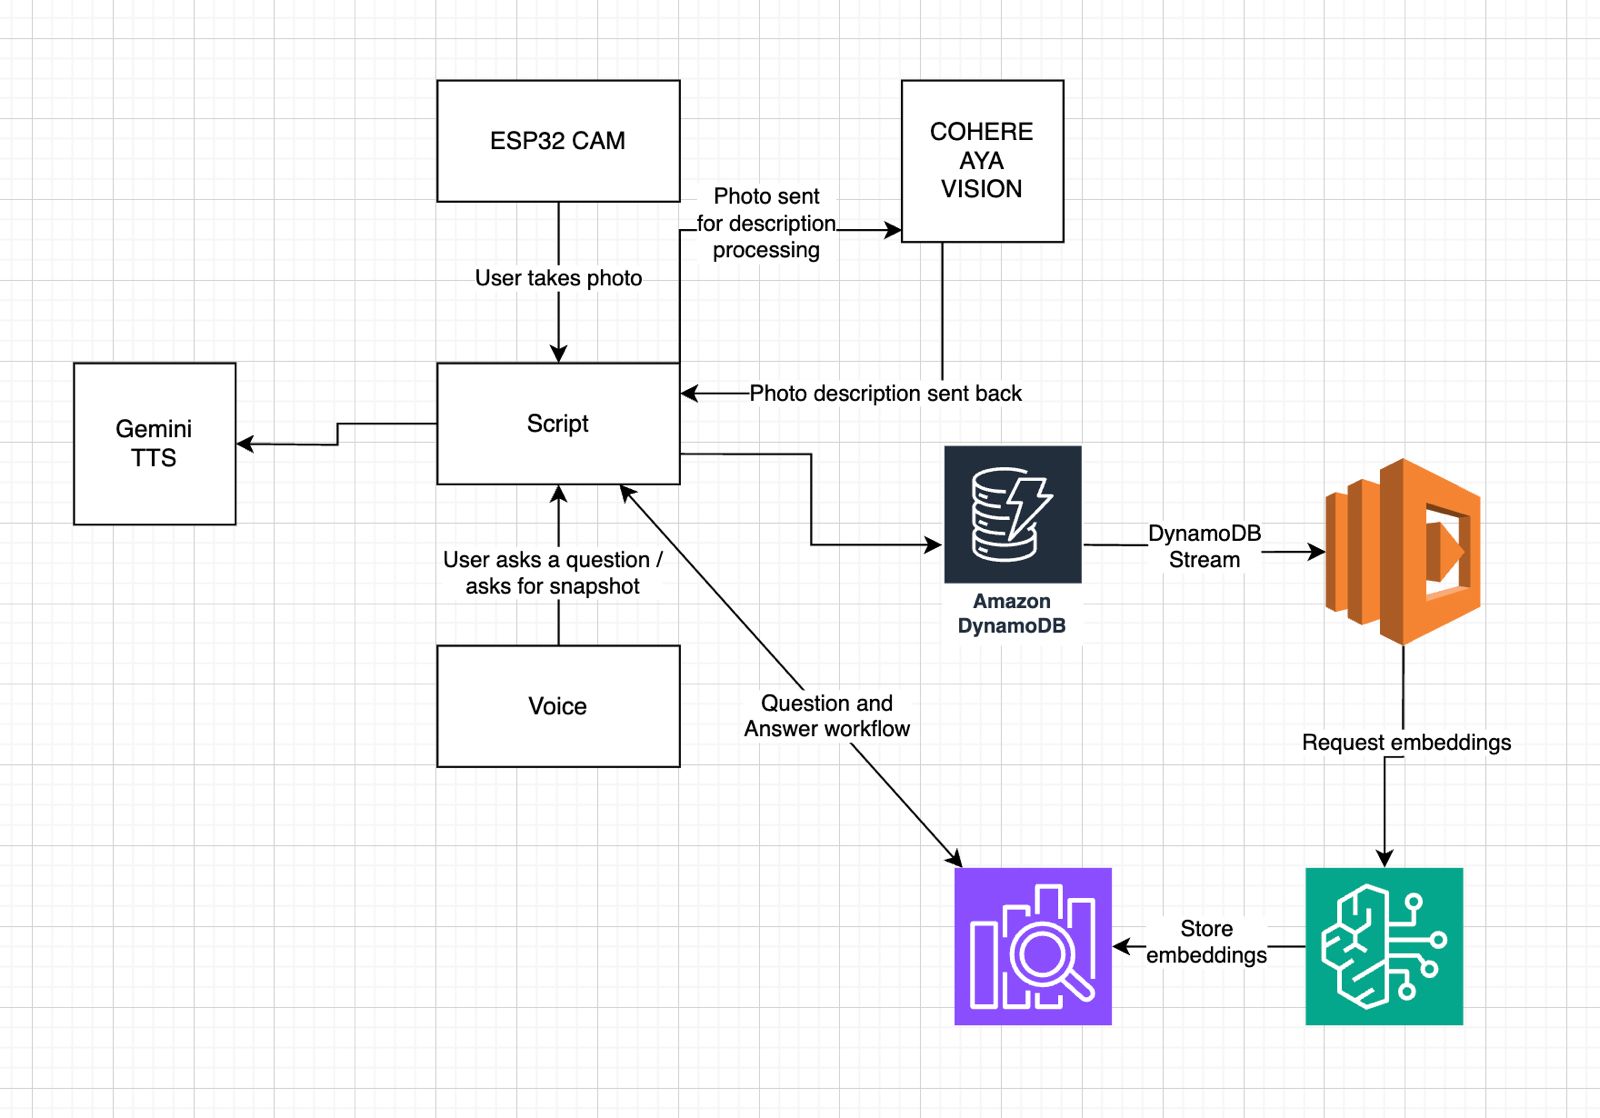 ESP32 CAM
COHERE
AYA
VISION
Photo sent
for description
processing
User takes photo
Photo description sent back
Gemini
TTS
Script
DynamoDB
Stream
User asks a question /
asks for snapshot
Amazon
DynamoDB
Voice
Question and
Answer workflow
Request embeddings
Store
embeddings